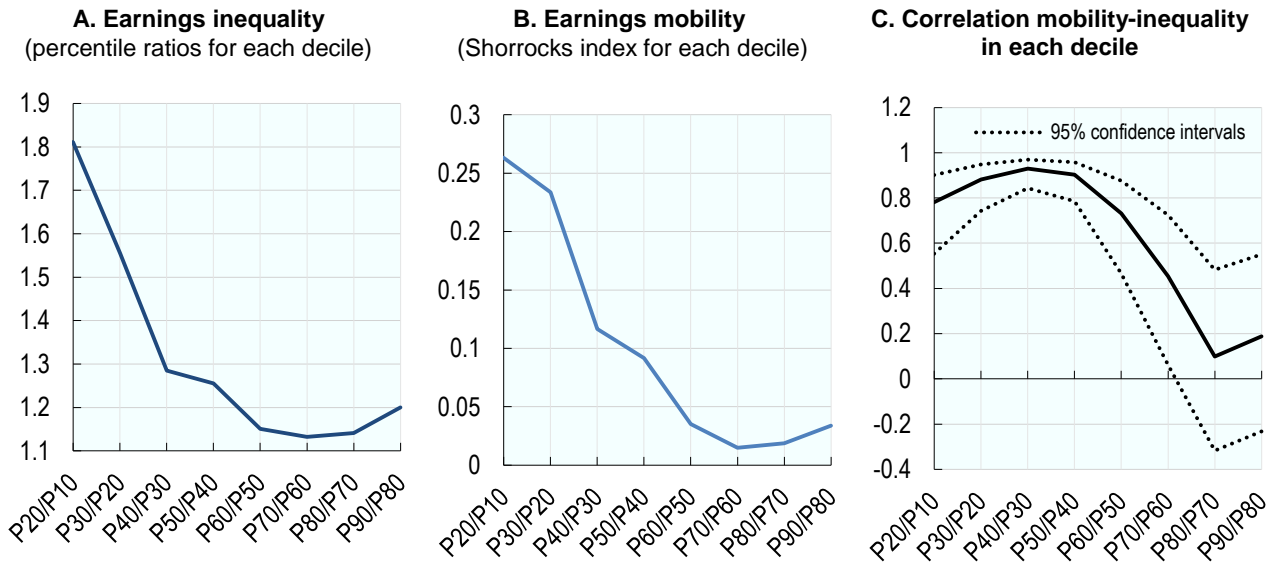 A. Earnings inequality
(percentile ratios for each decile)
1.9
1.8
1.7
1.6
1.5
1.4
1.3
1.2
1.1
P20/P10
P30/P20
P40/P30
P50/P40
P60/P50
P70/P60
P80/P70
P90/P80
B. Earnings mobility
(Shorrocks index for each decile)
0.3
0.25
0.2
0.15
0.1
0.05
0
P20/P10
P30/P20
P40/P30
P50/P40
P60/P50
P70/P60
P80/P70
P90/P80
C. Correlation mobility-inequality
in each decile
1.2
1
0.8
0.6
0.4
0.2
0
-0.2
-0.4
95% confidence intervals
P20/P10
P30/P20
P40/P30
P50/P40
P60/P50
P70/P60
P80/P70
P90/P80